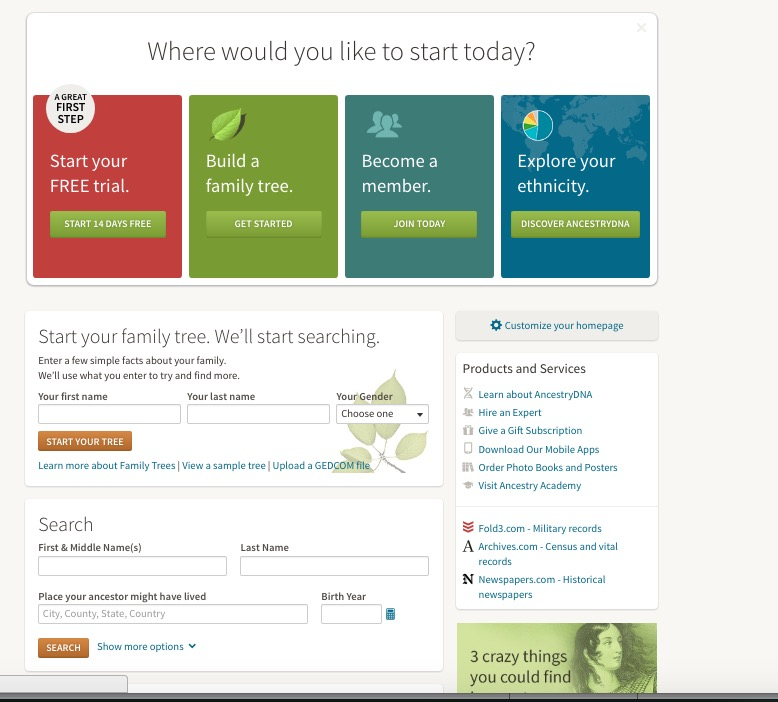 Where would you like to start today?
A GREAT
FIRST
STEP
Start your
FREE trial.
START 14 DAYS FREE
Build a
family tree.
GET STARTED
Become a
member.
JOIN TODAY
Explore your
ethnicity.
DISCOVER ANCESTRYDNA
Start your family tree. We'll start searching.
Enter a few simple facts about your family.
We'll use what you enter to try and find more.
Your first name Your last name Your Gender
Choose one
START YOUR TREE
Learn more about Family Trees | View a sample tree | Upload a GEDCOM file
Search
First & Middle Name(s) Last Name
Place your ancestor might have lived Birth Year
City, County, State, Country
SEARCH Show more options
Customize your homepage
Products and Services
Learn about AncestryDNA
Hire an Expert
Give a Gift Subscription
Download Our Mobile Apps
Order Photo Books and Posters
Visit Ancestry Academy
Fold3.com - Military records
A Archives.com - Census and vital
records
N Newspapers.com - Historical
newspapers
3 crazy things
you could find